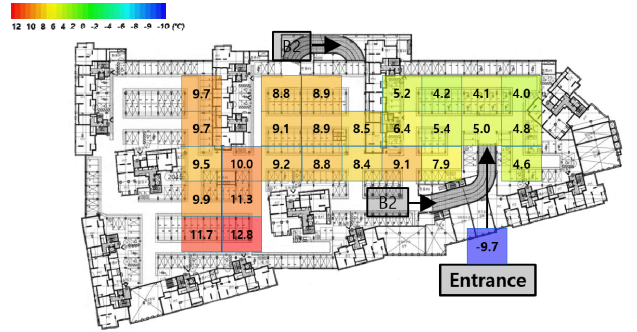 12 10 8 6 4 2 0 -2 -4 -6 -8 -9 -10 (℃)
B2
9.7 8.8 8.9 5.2 4.2 4.1 4.0
9.7 9.1 8.9 8.5 6.4 5.4 5.0 4.8
9.5 10.0 9.2 8.8 8.4 9.1 7.9 4.6
9.9 11.3
B2
11.7 12.8
-9.7
Entrance